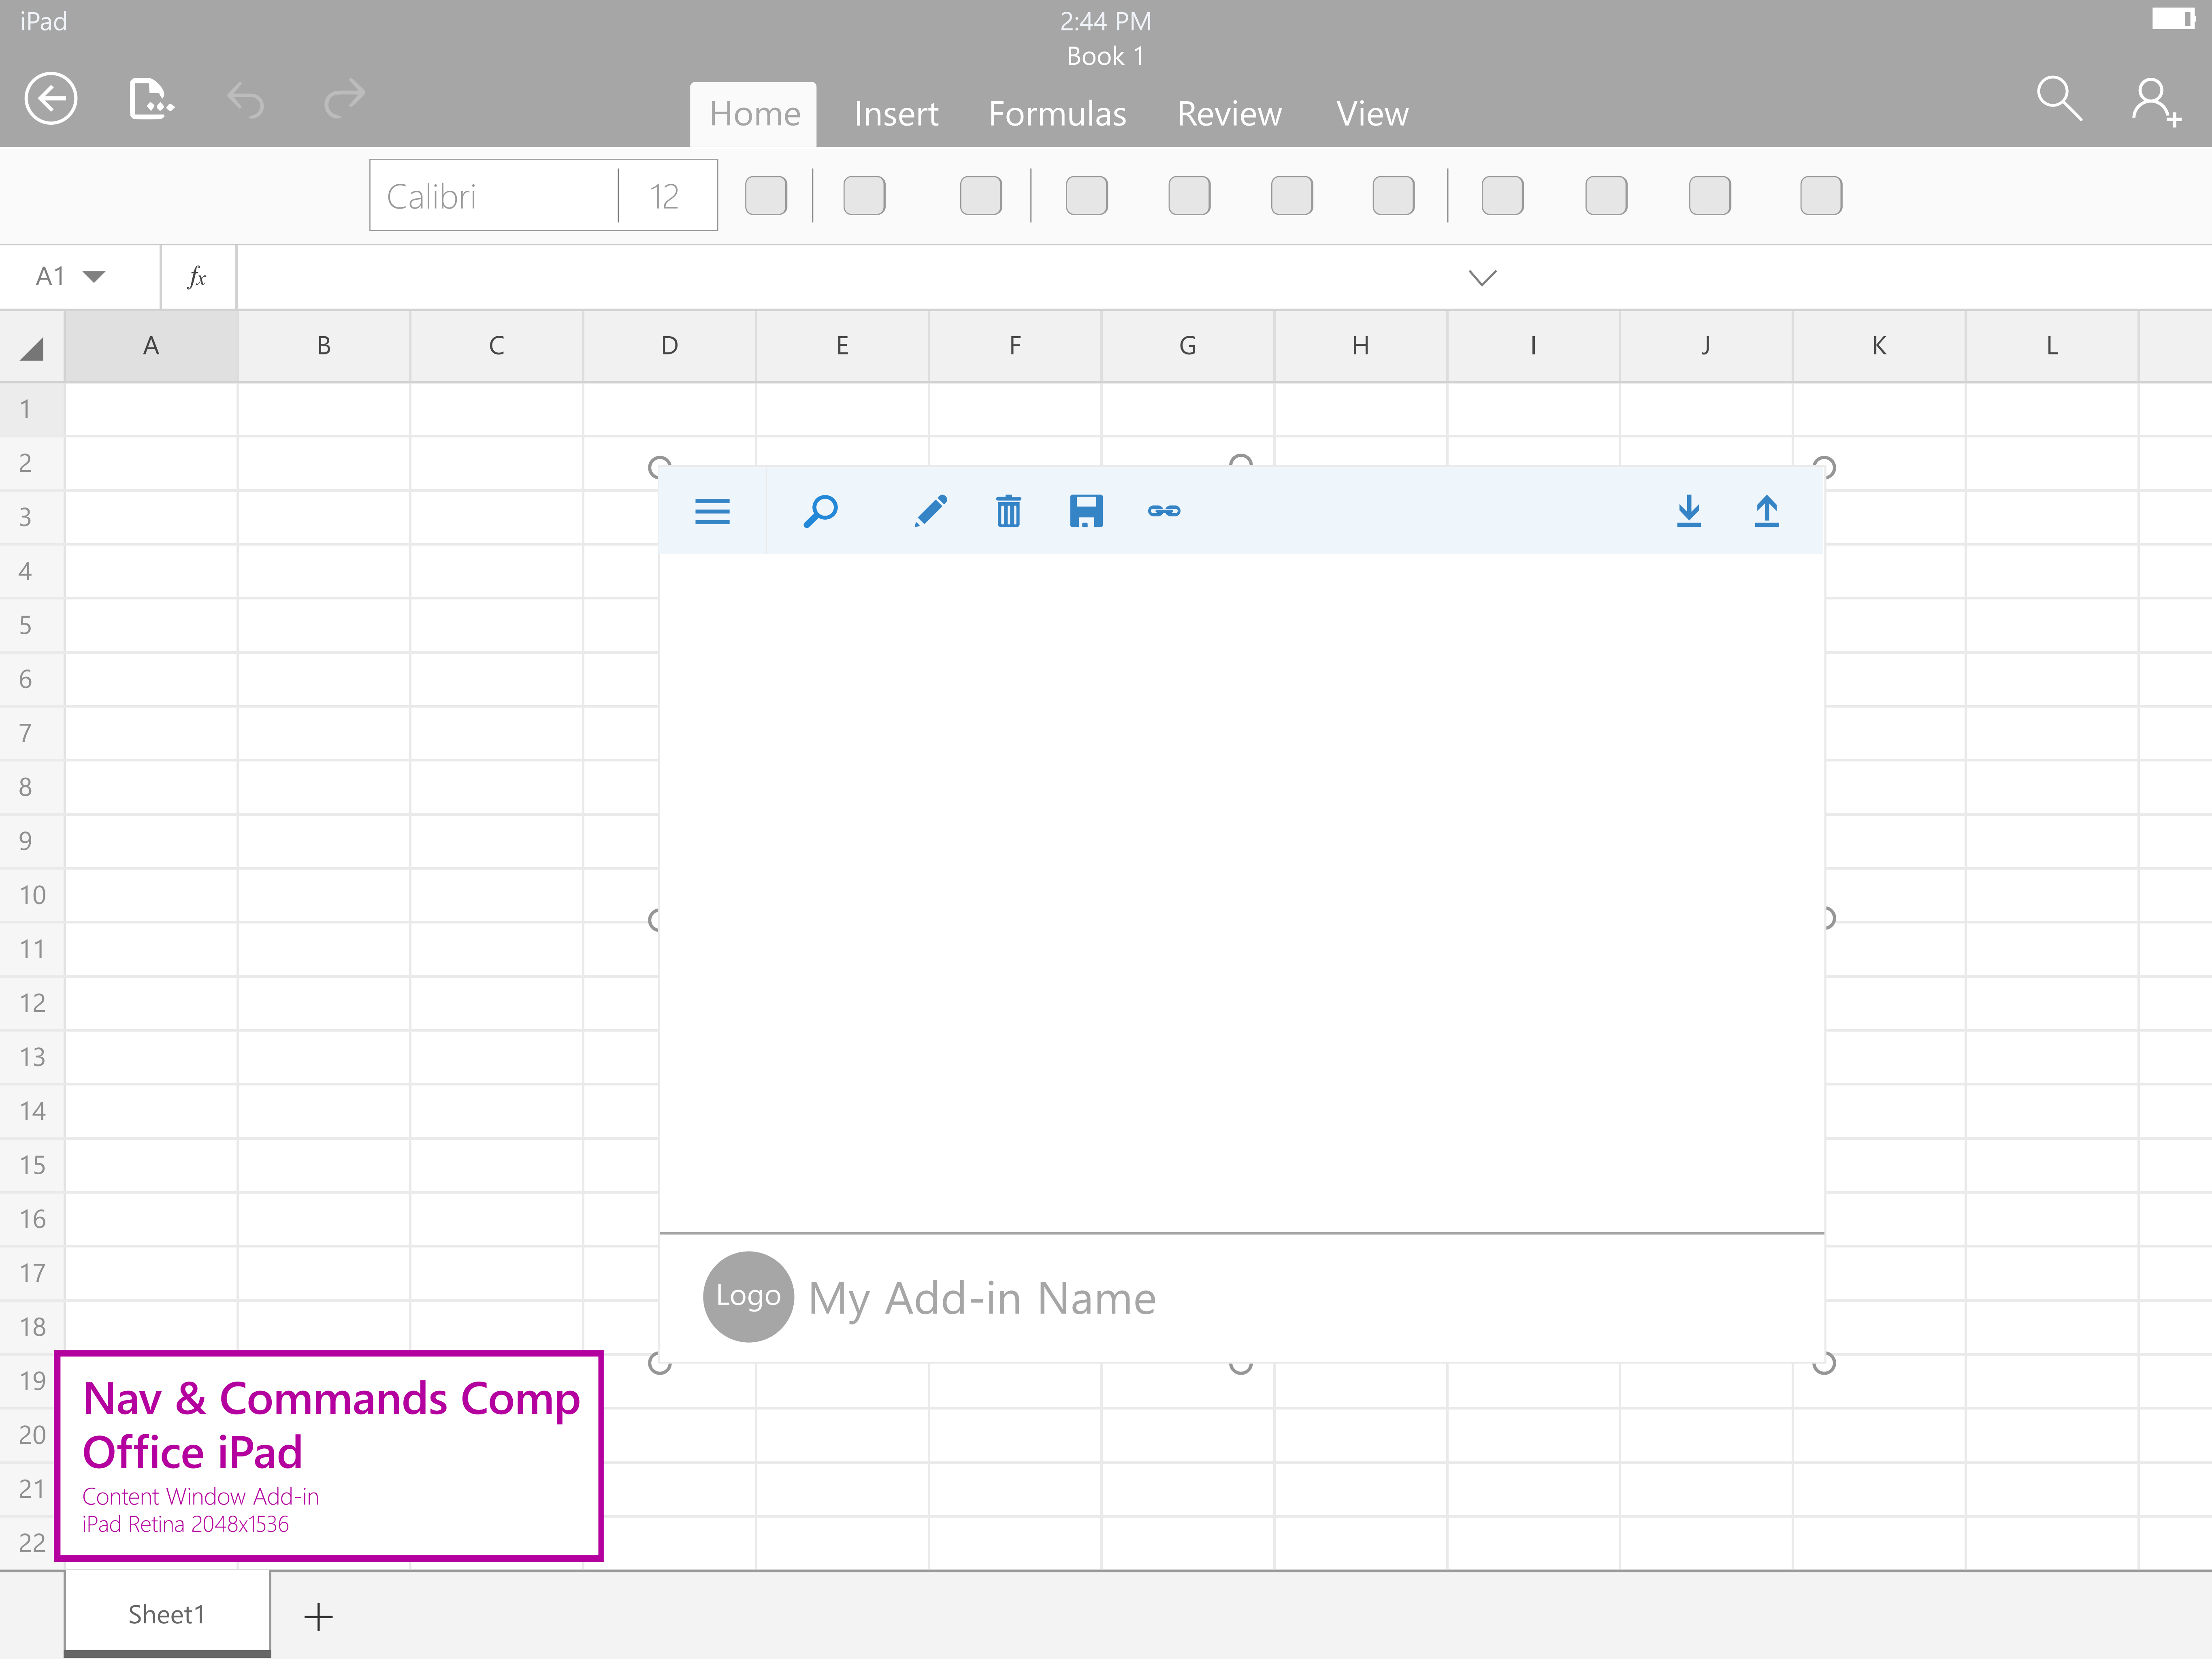 iPad
2:44 PM
Book 1
Home Insert Formulas Review View
Calibri 12
A1 fx
A B C D E F G H I J K L
1
2
3
4
5
6
7
8
9
10
11
12
13
14
15
16
17
Logo My Add-in Name
18
19
Nav & Commands Comp
20
Office iPad
21
Content Window Add-in
iPad Retina 2048x1536
22
Sheet1